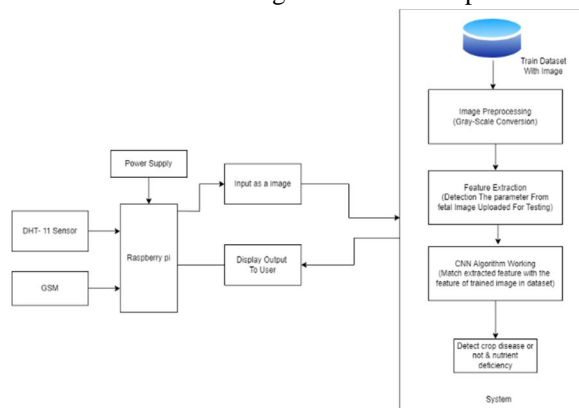 Train Dataset
With Image
Image Preprocessing
(Gray-Scale Conversion)
Power Supply
Input as a image
Feature Extraction
(Detection The parameter From
fetal Image Uploaded For Testing)
DHT- 11 Sensor
Raspberry pi
Display Output
To User
GSM
CNN Algorithm Working
(Match extracted feature with the
feature of trained image in dataset)
Detect crop disease or
not & nutrient
deficiency
System